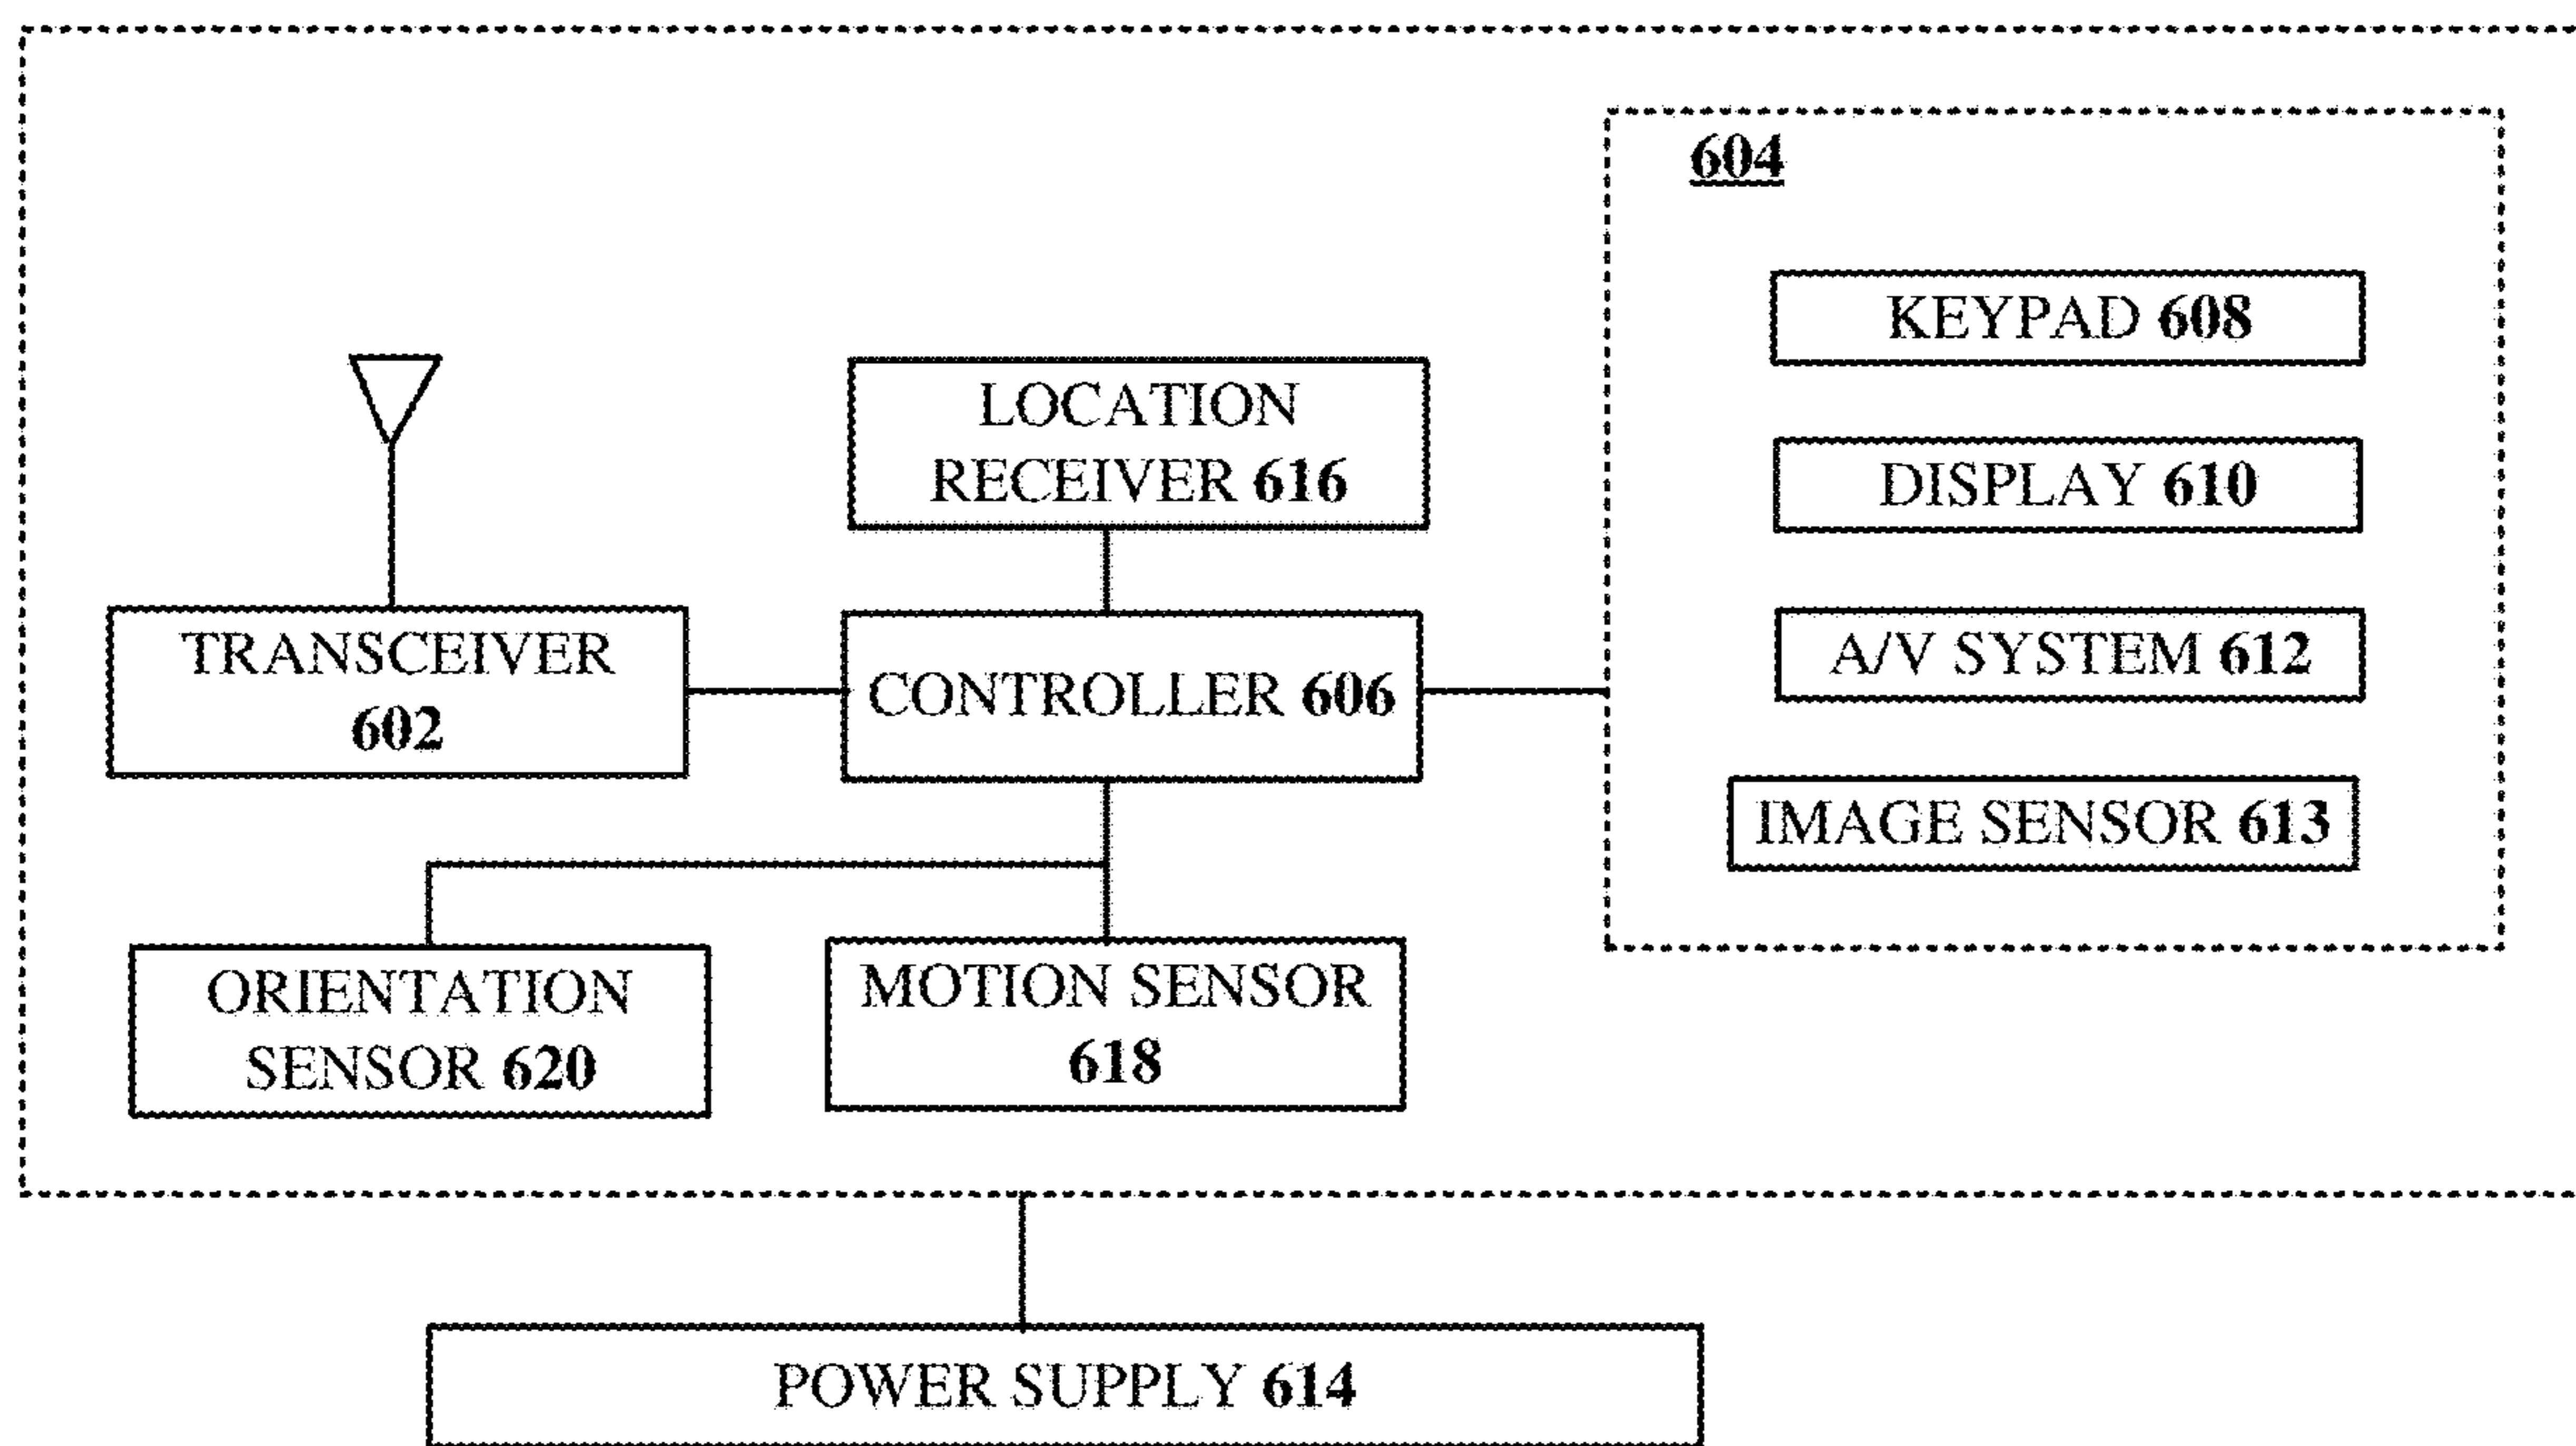 604
KEYPAD 608
DISPLAY 610
A/V SYSTEM 612
IMAGE SENSOR 613
LOCATION
RECEIVER 616
TRANSCEIVER
602
CONTROLLER 606
ORIENTATION
SENSOR 620
MOTION SENSOR
618
POWER SUPPLY 614